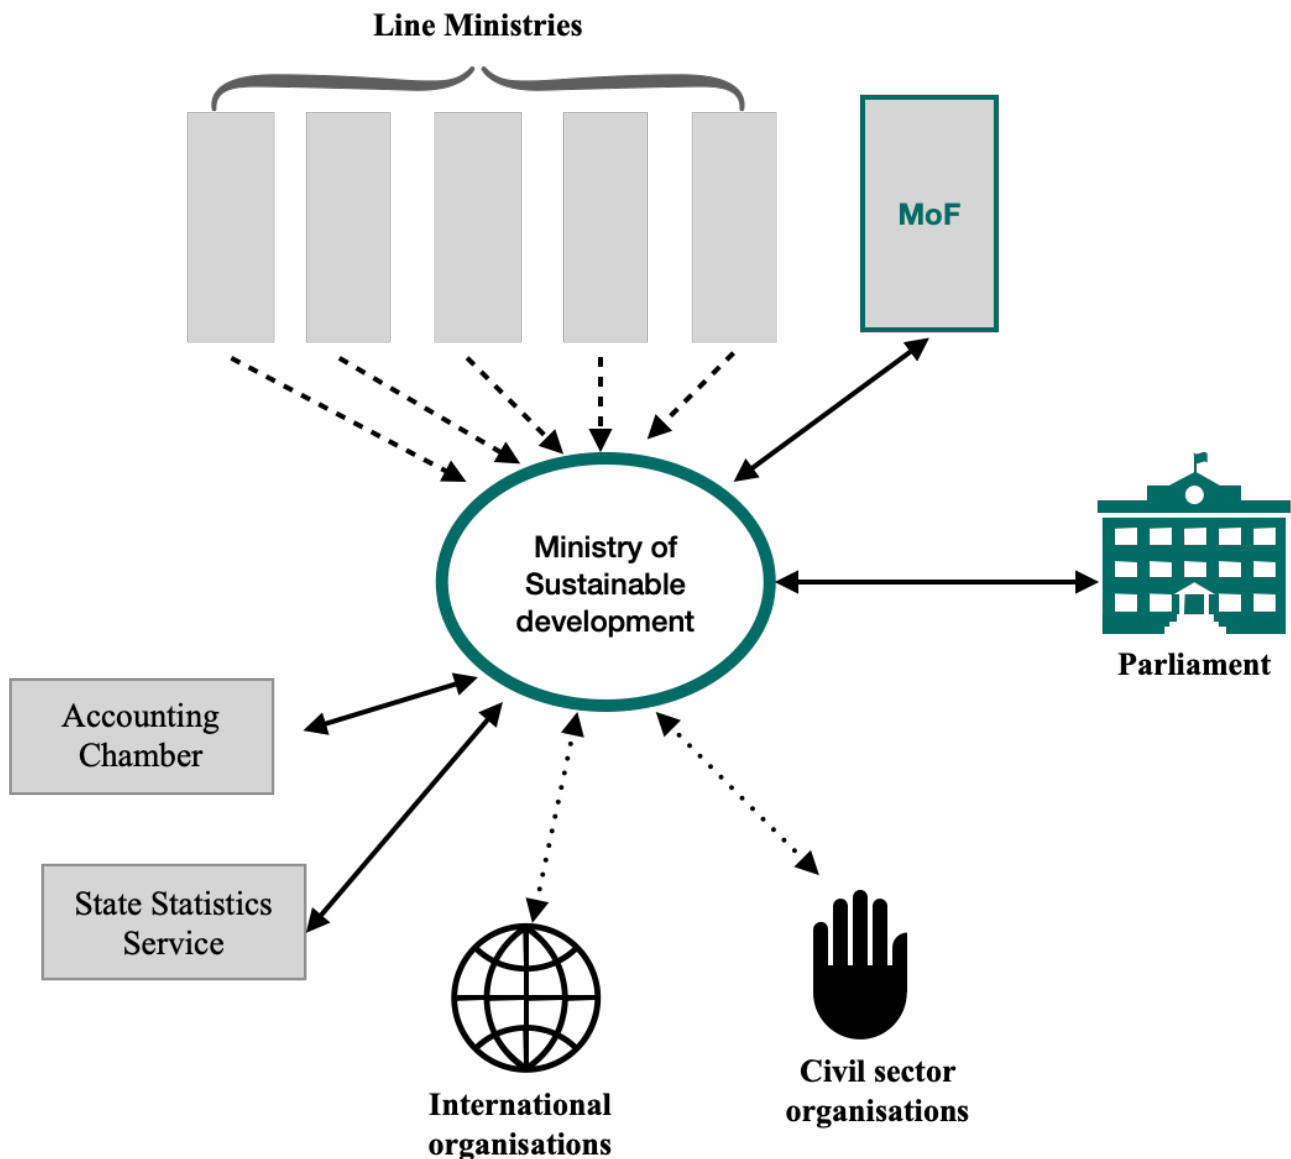 Line Ministries
MoF
Ministry of
Sustainable
development
Parliament
Accounting
Chamber
State Statistics
Service
International
organisations
Civil sector
organisations